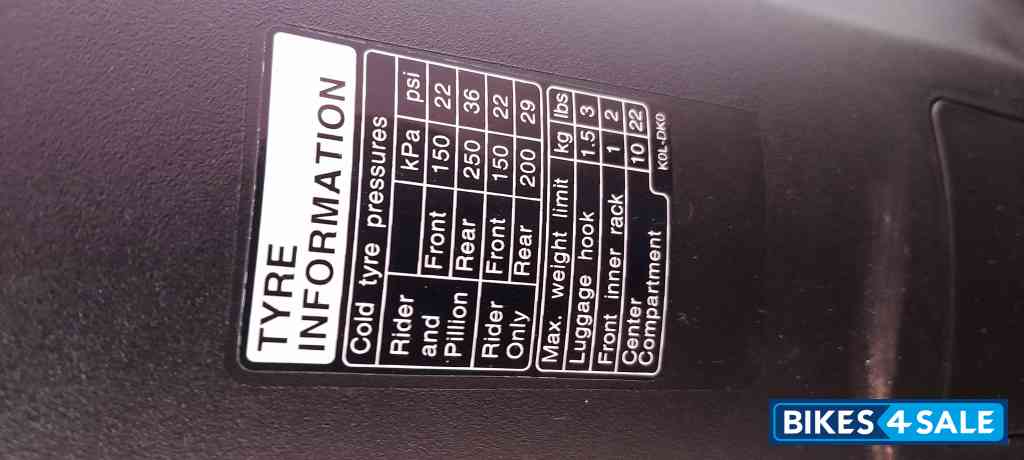 TYRE
INFORMATION
Cold tyre pressures
kPa psi
Rider and Pillion Front 150 22
Rear 250 36
Rider Only Front 150 22
Rear 200 29
Max. weight limit kg lbs
Luggage hook 1.5 3
Front inner rack 1 2
Center Compartment 10 22
K0L-DK0
BIKES4SALE